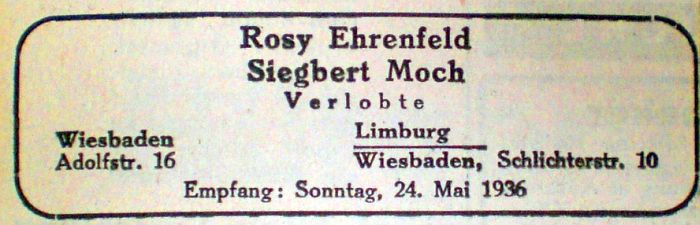 Rosy Ehrenfeld
Siegbert Moch
Verlobte
Wiesbaden
Adolfstr. 16
Limburg
Wiesbaden, Schlichterstr. 10
Empfang: Sonntag, 24. Mai 1936